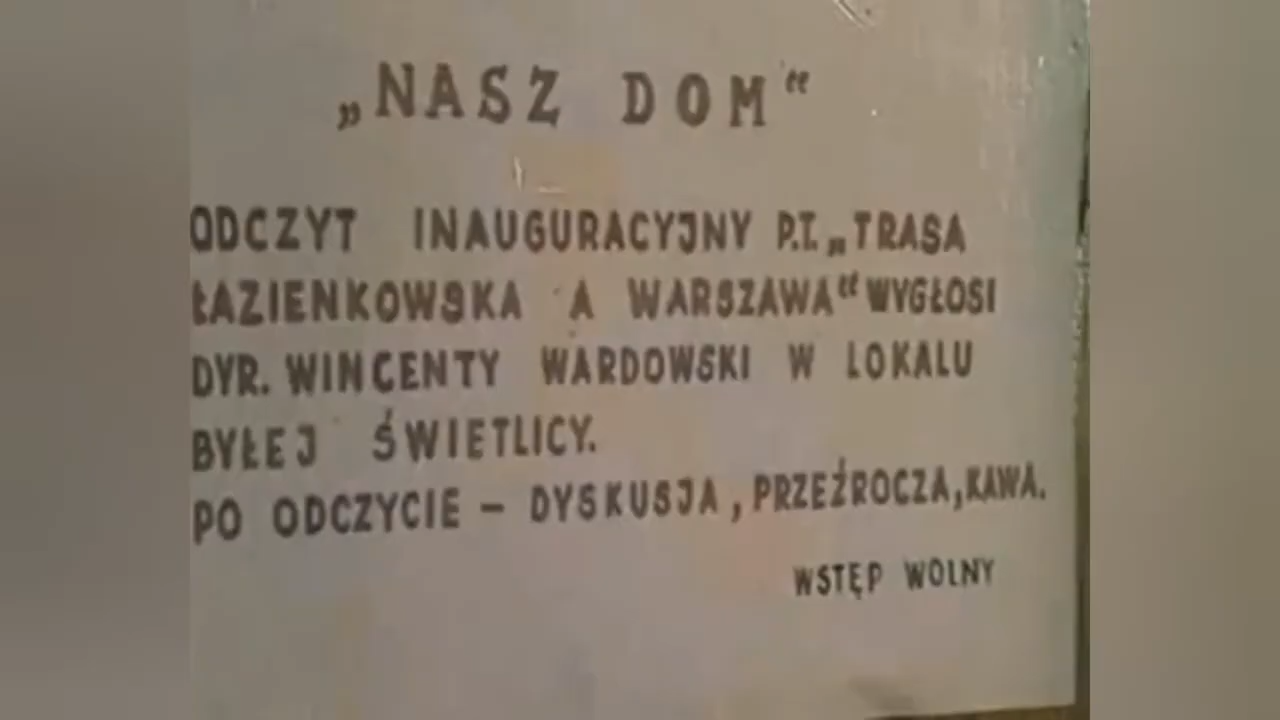 „NASZ DOM“
ODCZYT INAUGURACYJNY P.T. „TRASA
ŁAZIENKOWSKA A WARSZAWA“ WYGŁOSI
DYR. WINCENTY WARDOWSKI W LOKALU
BYŁEJ ŚWIETLICY.
PO ODCZYCIE – DYSKUSJA, PRZEŹROCZA, KAWA.
WSTĘP WOLNY